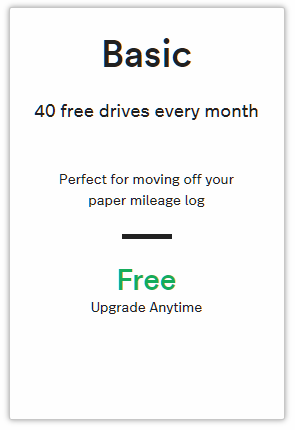 Basic
40 free drives every month
Perfect for moving off your
paper mileage log
Free
Upgrade Anytime